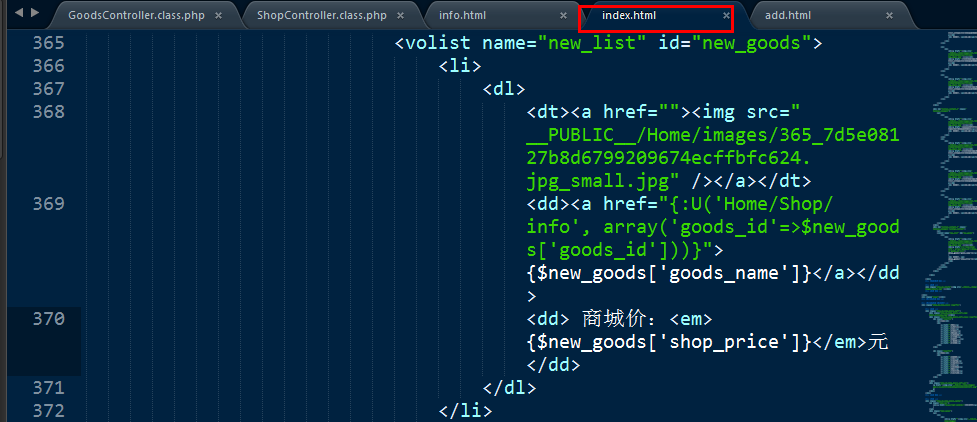 GoodsController.class.php × ShopController.class.php × info.html × index.html × add.html ×
365 <volist name="new_list" id="new_goods">
366 <li>
367 <dl>
368 <dt><a href=""><img src="
__PUBLIC__/Home/images/365_7d5e081
27b8d6799209674ecffbfc624.
jpg_small.jpg" /></a></dt>
369 <dd><a href="{:U('Home/Shop/
info', array('goods_id'=>$new_good
s['goods_id']))}">
{$new_goods['goods_name']}</a></dd
>
370 <dd> 商城价：<em>
{$new_goods['shop_price']}</em>元
</dd>
371 </dl>
372 </li>